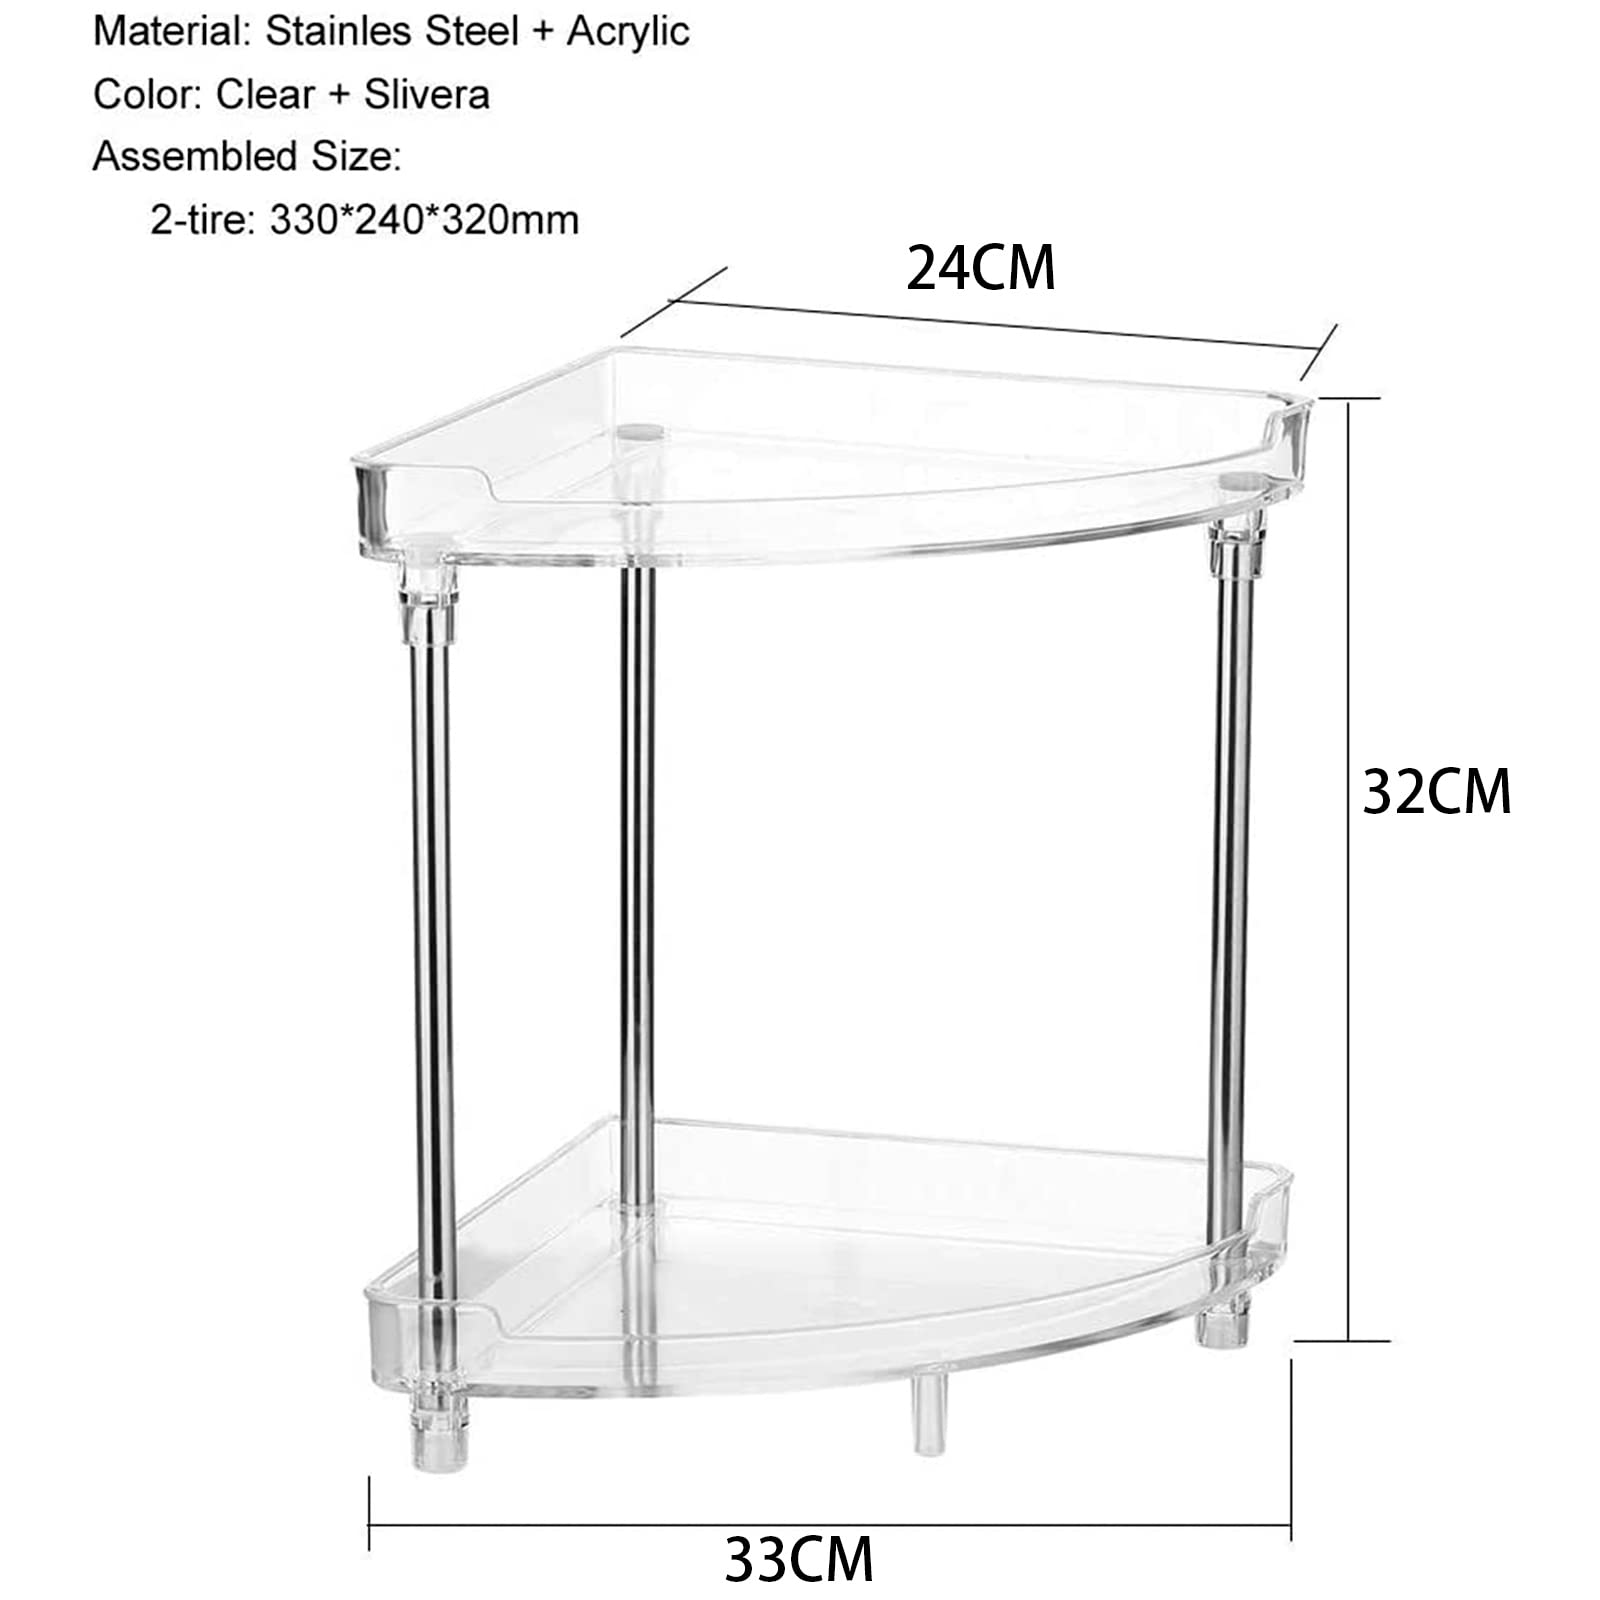 Material: Stainles Steel + Acrylic
Color: Clear + Slivera
Assembled Size:
2-tire: 330*240*320mm
24CM
32CM
33CM